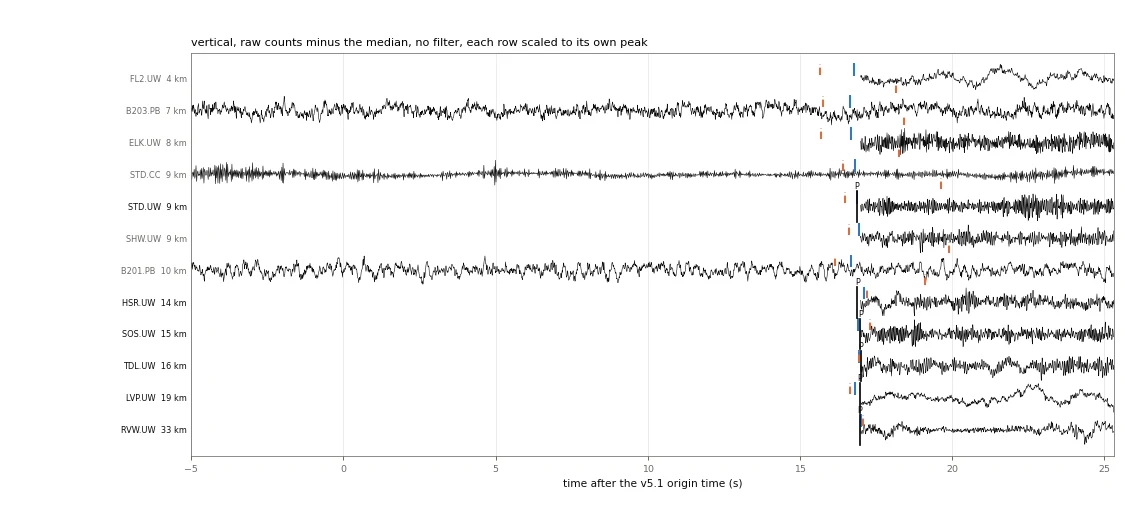 vertical, raw counts minus the median, no filter, each row scaled to its own peak
FL2.UW 4 km
B203.PB 7 km
ELK.UW 8 km
STD.CC 9 km
P
STD.UW 9 km
SHW.UW 9 km
B201.PB 10 km
P
HSR.UW 14 km
P
SOS.UW 15 km
P
TDL.UW 16 km
P
LVP.UW 19 km
P
RVW.UW 33 km
−5 0 5 10 15 20 25
time after the v5.1 origin time (s)